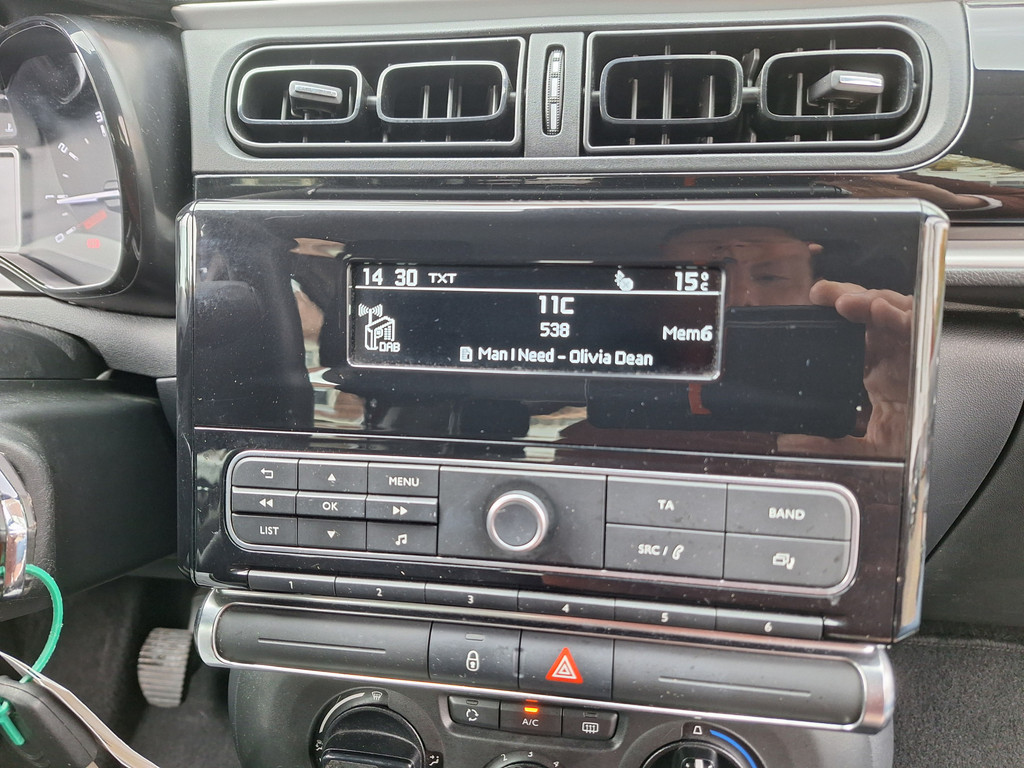 14 30 TXT 15°C
11C
538
Mem6
DAB
Man I Need - Olivia Dean
MENU
OK
LIST
TA
BAND
SRC /
1 2 3 4 5 6
A/C